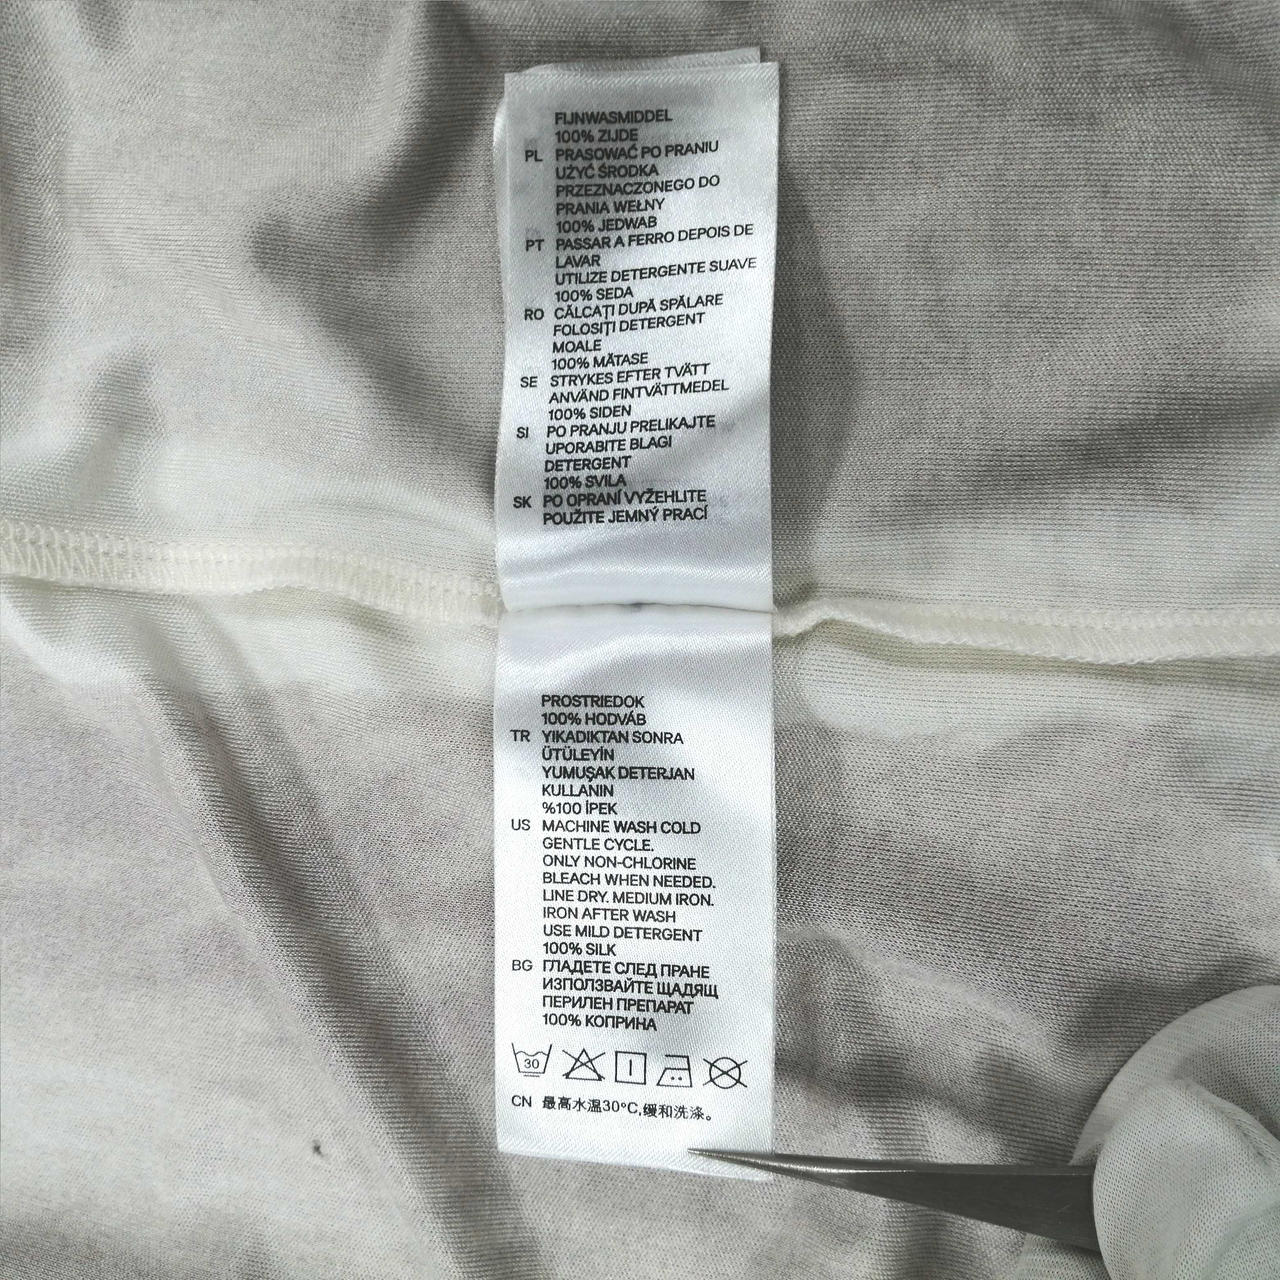 FIJNWASMIDDEL
100% ZIJDE
PL PRASOWAĆ PO PRANIU
UŻYĆ ŚRODKA
PRZEZNACZONEGO DO
PRANIA WEŁNY
100% JEDWAB
PT PASSAR A FERRO DEPOIS DE
LAVAR
UTILIZE DETERGENTE SUAVE
100% SEDA
RO CĂLCAȚI DUPĂ SPĂLARE
FOLOSIȚI DETERGENT
MOALE
100% MĂTASE
SE STRYKES EFTER TVÄTT
ANVÄND FINTVÄTTMEDEL
100% SIDEN
SI PO PRANJU PRELIKAJTE
UPORABITE BLAGI
DETERGENT
100% SVILA
SK PO OPRANÍ VYŽEHLITE
POUŽITE JEMNÝ PRACÍ
PROSTRIEDOK
100% HODVÁB
TR YIKADIKTAN SONRA
ÜTÜLEYİN
YUMUŞAK DETERJAN
KULLANIN
%100 İPEK
US MACHINE WASH COLD
GENTLE CYCLE.
ONLY NON-CHLORINE
BLEACH WHEN NEEDED.
LINE DRY. MEDIUM IRON.
IRON AFTER WASH
USE MILD DETERGENT
100% SILK
BG ГЛАДЕТЕ СЛЕД ПРАНЕ
ИЗПОЛЗВАЙТЕ ЩАДЯЩ
ПЕРИЛЕН ПРЕПАРАТ
100% КОПРИНА
30
CN 最高水温30°C,缓和洗涤。